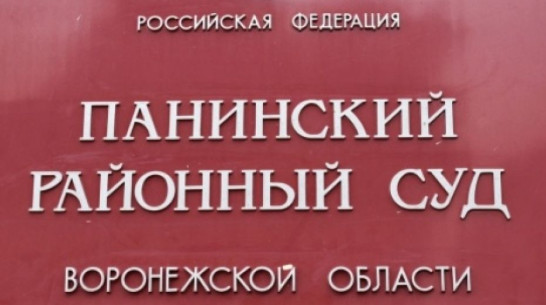 РОССИЙСКАЯ ФЕДЕРАЦИЯ
ПАНИНСКИЙ
РАЙОННЫЙ СУД
ВОРОНЕЖСКОЙ ОБЛАСТИ